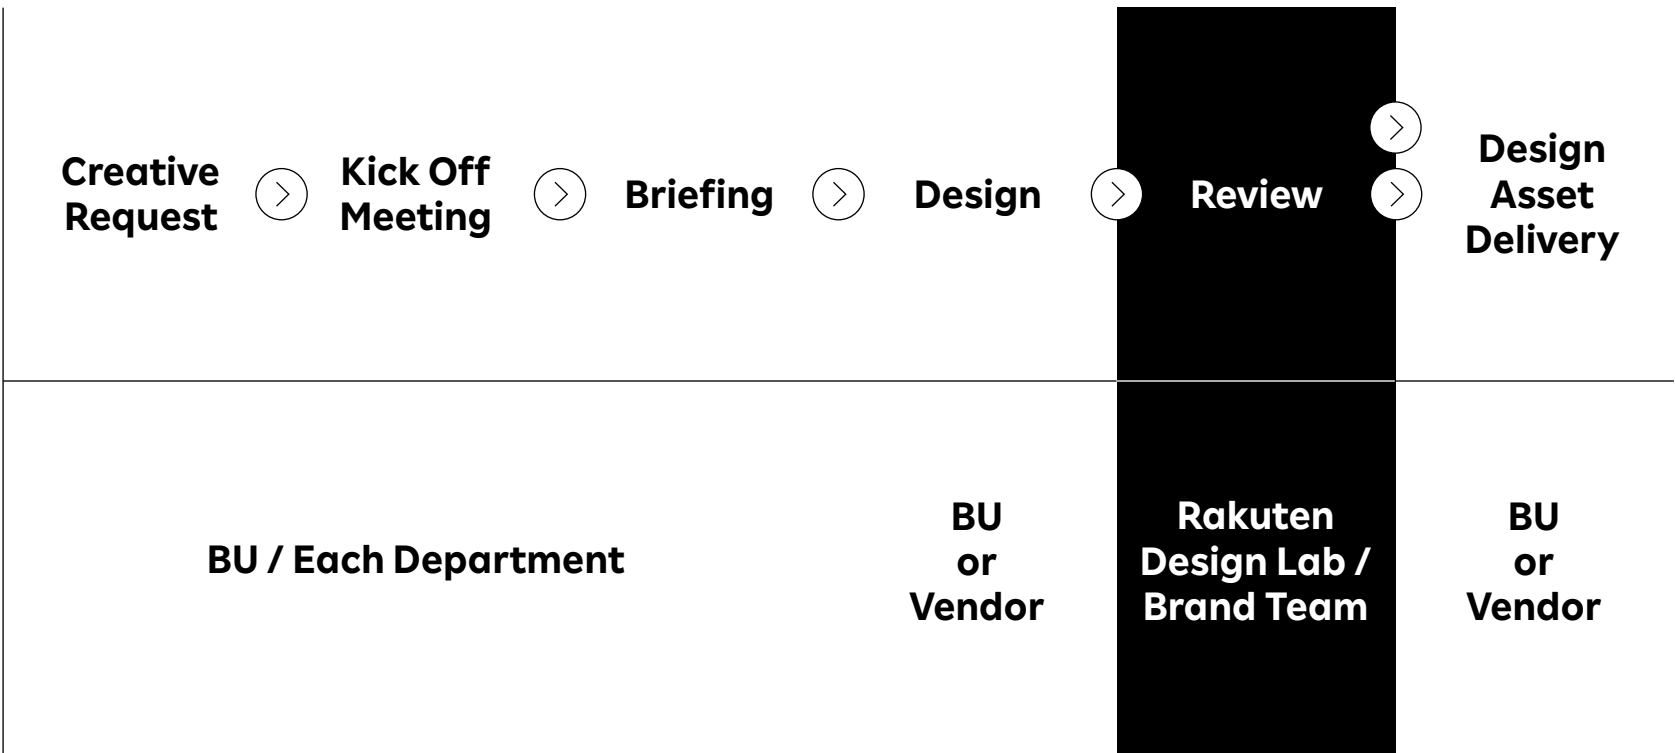 Creative
Request
Kick Off
Meeting
Briefing
Design
Review
Design
Asset
Delivery
BU / Each Department
BU
or
Vendor
Rakuten
Design Lab /
Brand Team
BU
or
Vendor